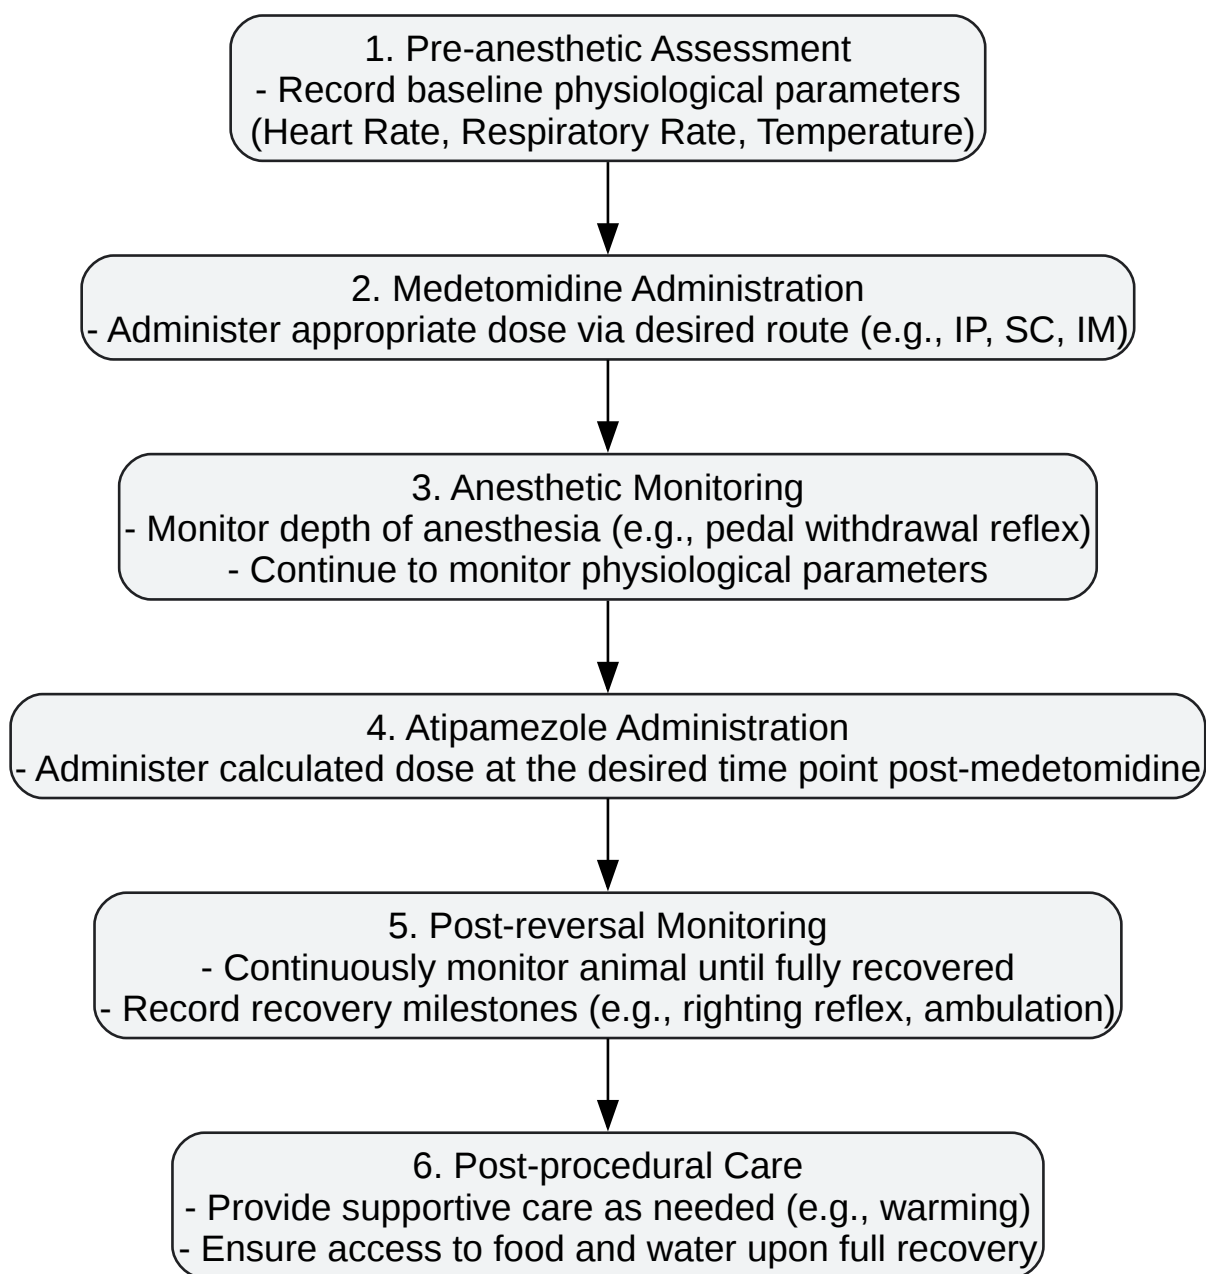 1. Pre-anesthetic Assessment
- Record baseline physiological parameters
(Heart Rate, Respiratory Rate, Temperature)
2. Medetomidine Administration
- Administer appropriate dose via desired route (e.g., IP, SC, IM)
3. Anesthetic Monitoring
- Monitor depth of anesthesia (e.g., pedal withdrawal reflex)
- Continue to monitor physiological parameters
4. Atipamezole Administration
- Administer calculated dose at the desired time point post-medetomidine
5. Post-reversal Monitoring
- Continuously monitor animal until fully recovered
- Record recovery milestones (e.g., righting reflex, ambulation)
6. Post-procedural Care
- Provide supportive care as needed (e.g., warming)
- Ensure access to food and water upon full recovery